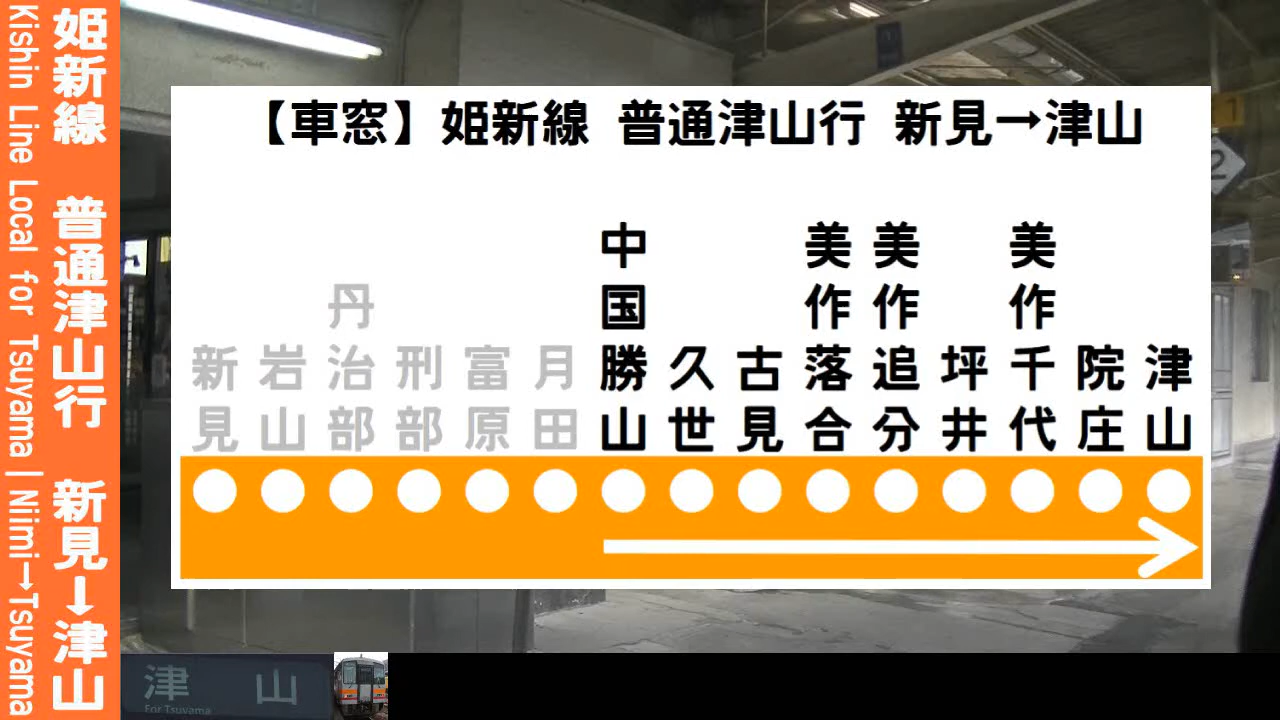 姫新線 普通津山行 新見→津山
Kishin Line Local for Tsuyama | Niimi→Tsuyama
【車窓】姫新線 普通津山行 新見→津山
新見
岩山
丹治部
刑部
富原
月田
中国勝山
久世
古見
美作落合
美作追分
坪井
美作千代
院庄
津山
2
津山
For Tsuyama